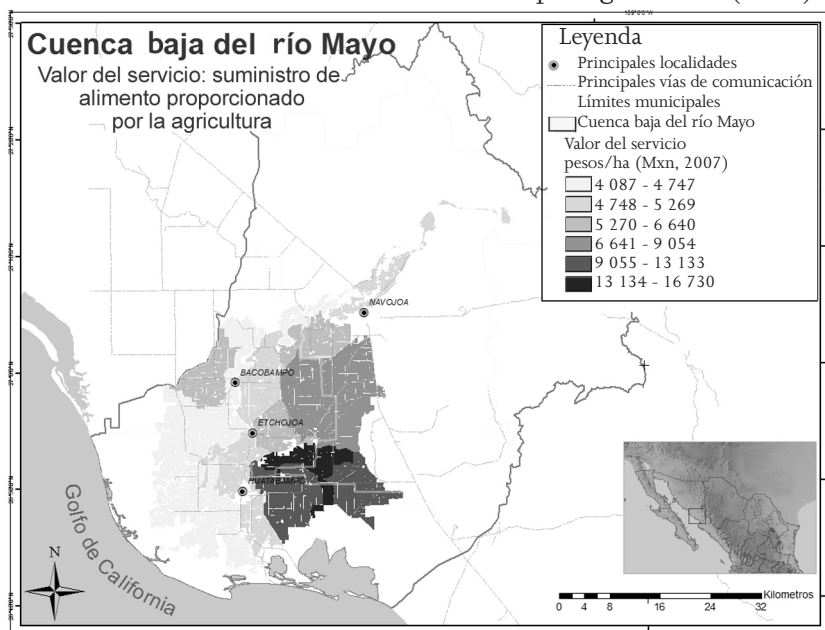 Cuenca baja del río Mayo
Valor del servicio: suministro de
alimento proporcionado
por la agricultura
Leyenda
Principales localidades
Principales vías de comunicación
Límites municipales
Cuenca baja del río Mayo
Valor del servicio
pesos/ha (Mxn, 2007)
4 087 - 4 747
4 748 - 5 269
5 270 - 6 640
6 641 - 9 054
9 055 - 13 133
13 134 - 16 730
NAVOJOA
BACOBAMPO
ETCHOJOA
HUATABAMPO
Golfo de California
N
Kilometros
0 4 8 16 24 32